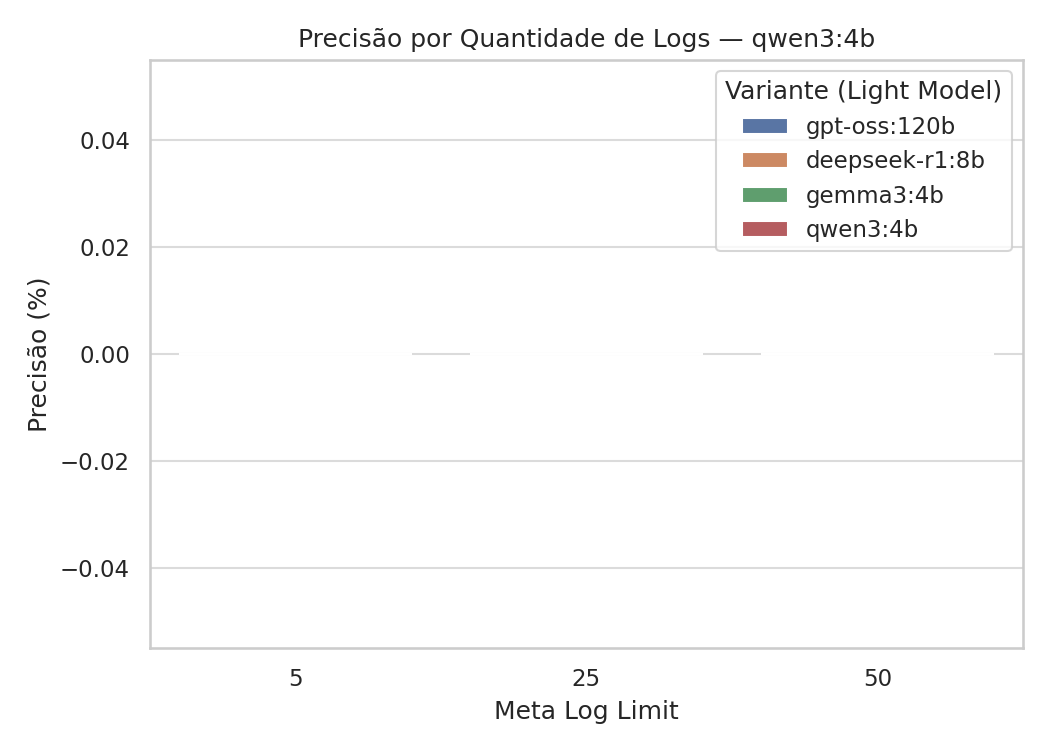 Precisão por Quantidade de Logs — qwen3:4b
Variante (Light Model)
gpt-oss:120b
deepseek-r1:8b
gemma3:4b
qwen3:4b
Precisão (%)
0.04
0.02
0.00
−0.02
−0.04
5 25 50
Meta Log Limit